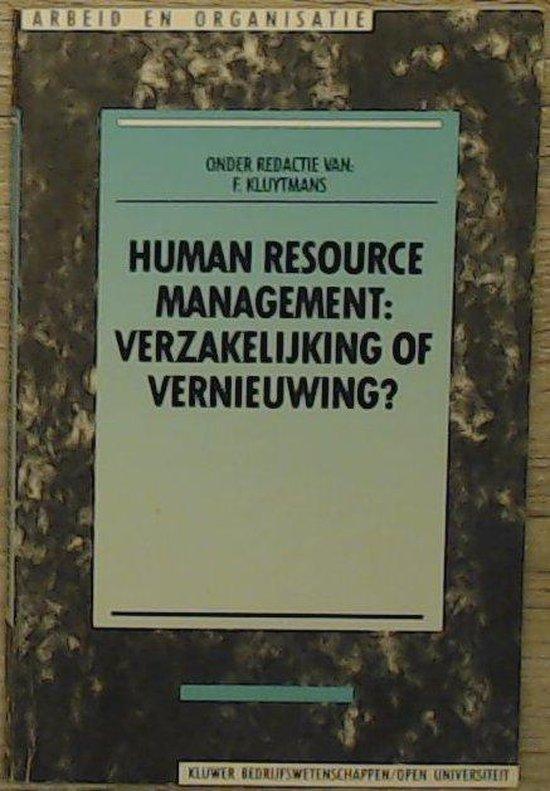 ARBEID EN ORGANISATIE
ONDER REDACTIE VAN:
F. KLUYTMANS
HUMAN RESOURCE
MANAGEMENT:
VERZAKELIJKING OF
VERNIEUWING?
KLUWER BEDRIJFSWETENSCHAPPEN/OPEN UNIVERSITEIT